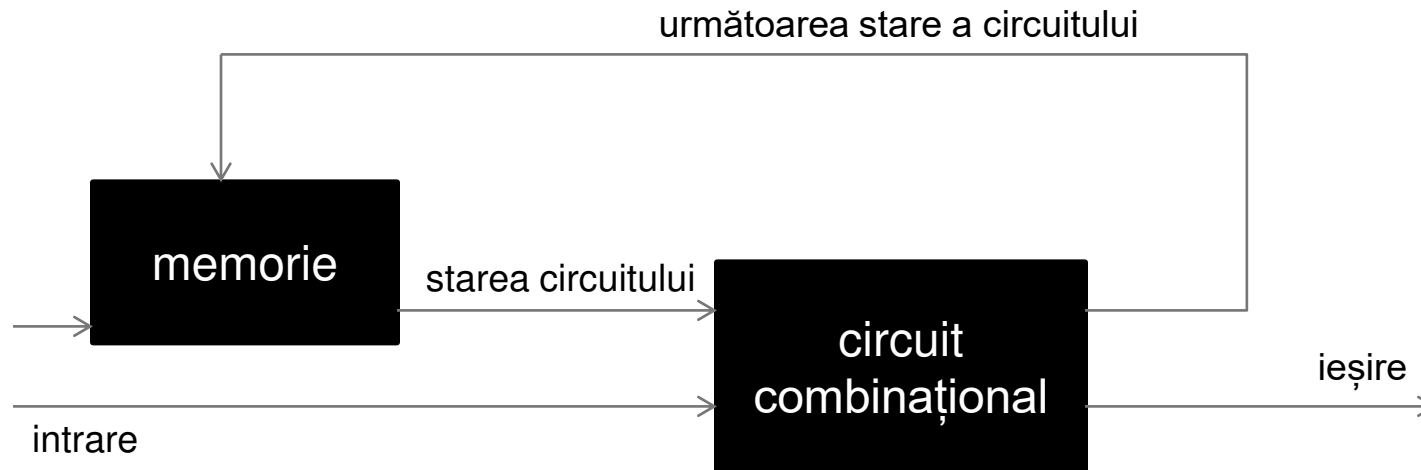 următoarea stare a circuitului
memorie
starea circuitului
circuit
combinațional
ieșire
intrare